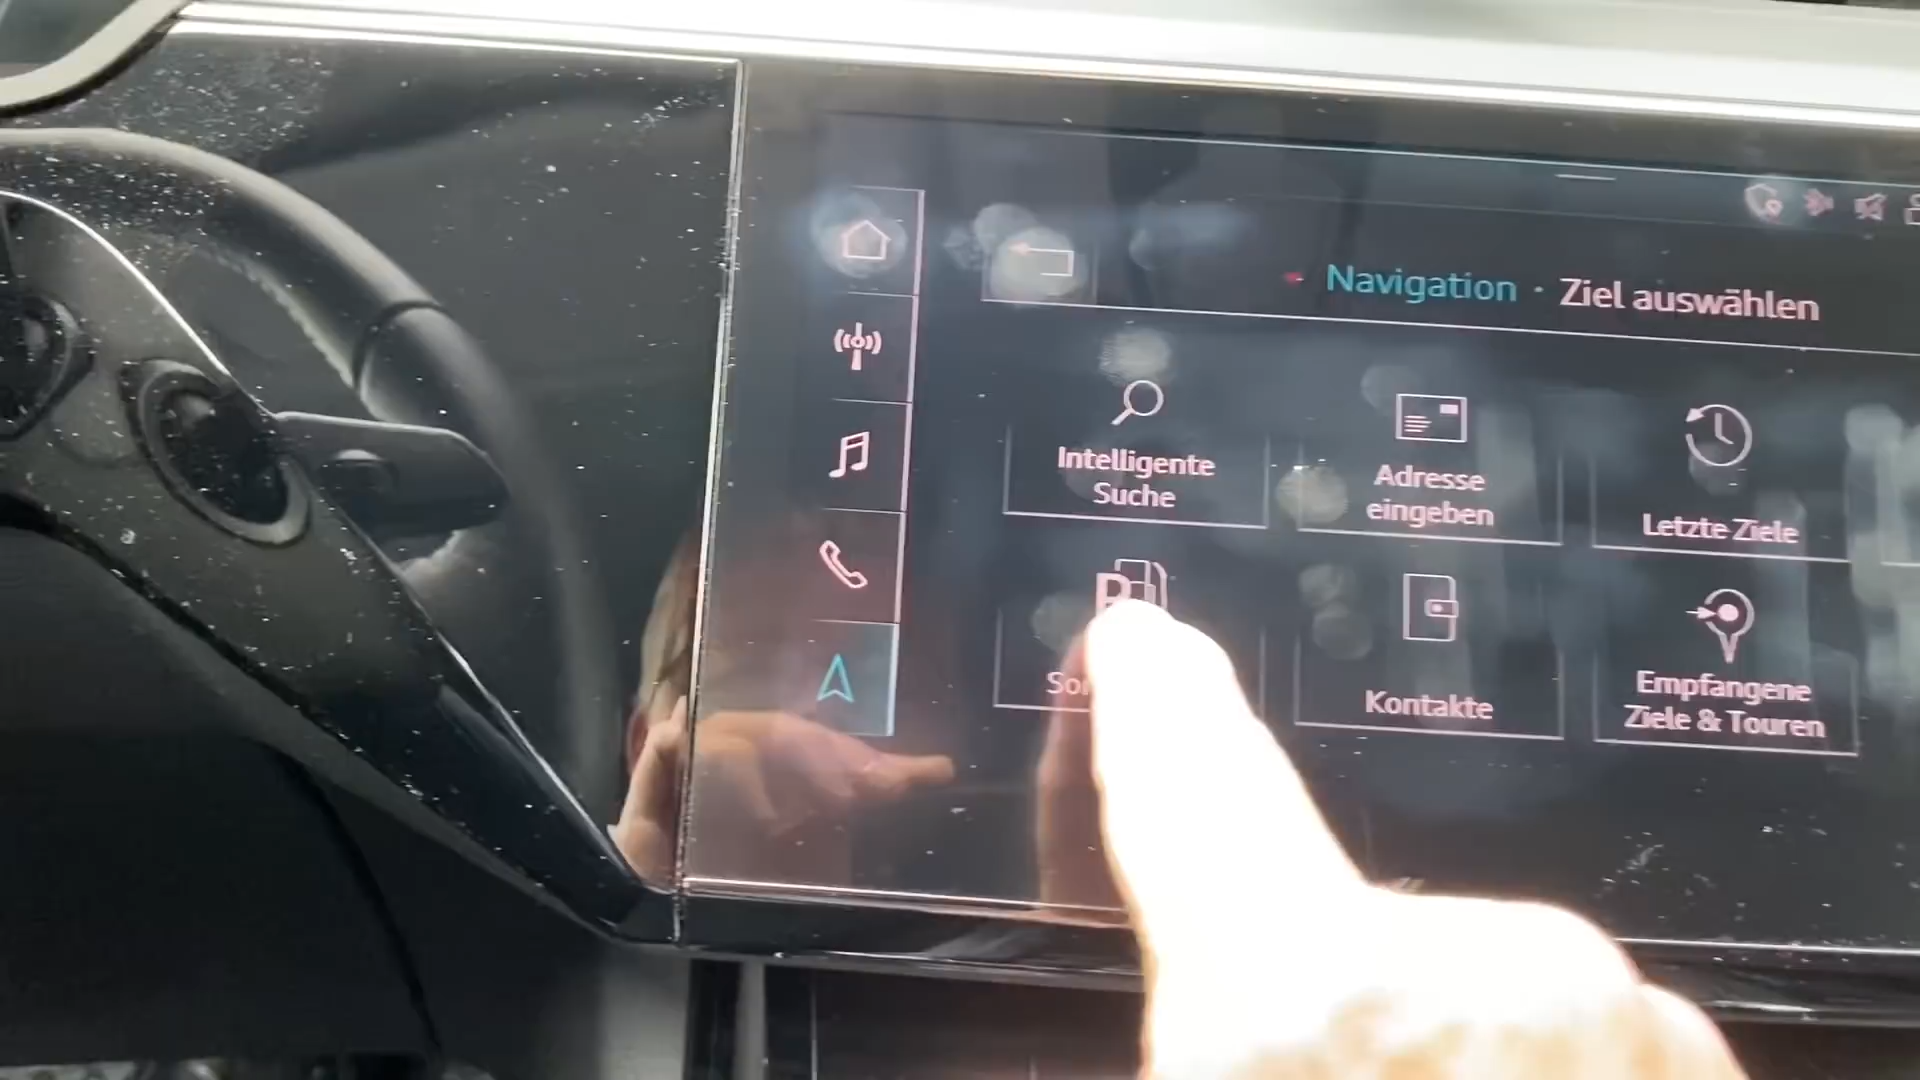 Navigation · Ziel auswählen
Intelligente
Suche
Adresse
eingeben
Letzte Ziele
P
Kontakte
Empfangene
Ziele & Touren